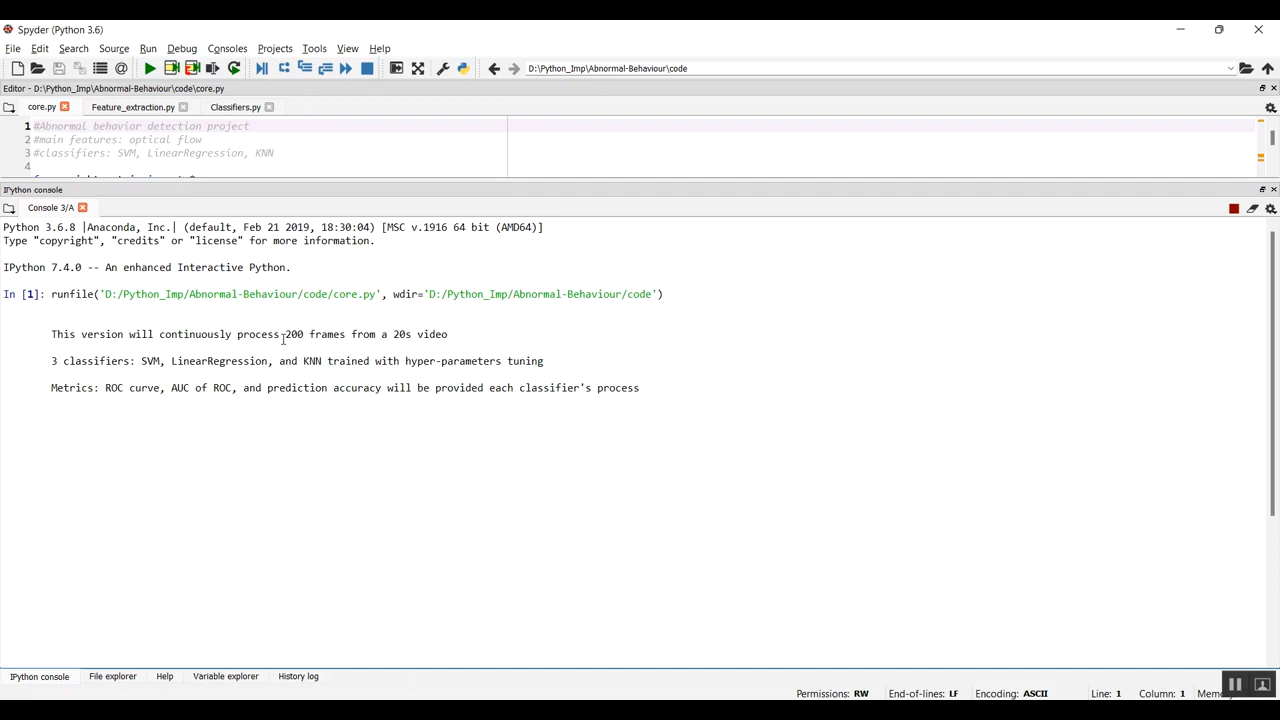 Spyder (Python 3.6)
File Edit Search Source Run Debug Consoles Projects Tools View Help
D:\Python_Imp\Abnormal-Behaviour\code
Editor - D:\Python_Imp\Abnormal-Behaviour\code\core.py
core.py Feature_extraction.py Classifiers.py
1 #Abnormal behavior detection project
2 #main features: optical flow
3 #classifiers: SVM, LinearRegression, KNN
4
IPython console
Console 3/A
Python 3.6.8 |Anaconda, Inc.| (default, Feb 21 2019, 18:30:04) [MSC v.1916 64 bit (AMD64)]
Type "copyright", "credits" or "license" for more information.
IPython 7.4.0 -- An enhanced Interactive Python.
In [1]: runfile('D:/Python_Imp/Abnormal-Behaviour/code/core.py', wdir='D:/Python_Imp/Abnormal-Behaviour/code')
This version will continuously process 200 frames from a 20s video
3 classifiers: SVM, LinearRegression, and KNN trained with hyper-parameters tuning
Metrics: ROC curve, AUC of ROC, and prediction accuracy will be provided each classifier's process
IPython console File explorer Help Variable explorer History log
Permissions: RW End-of-lines: LF Encoding: ASCII Line: 1 Column: 1